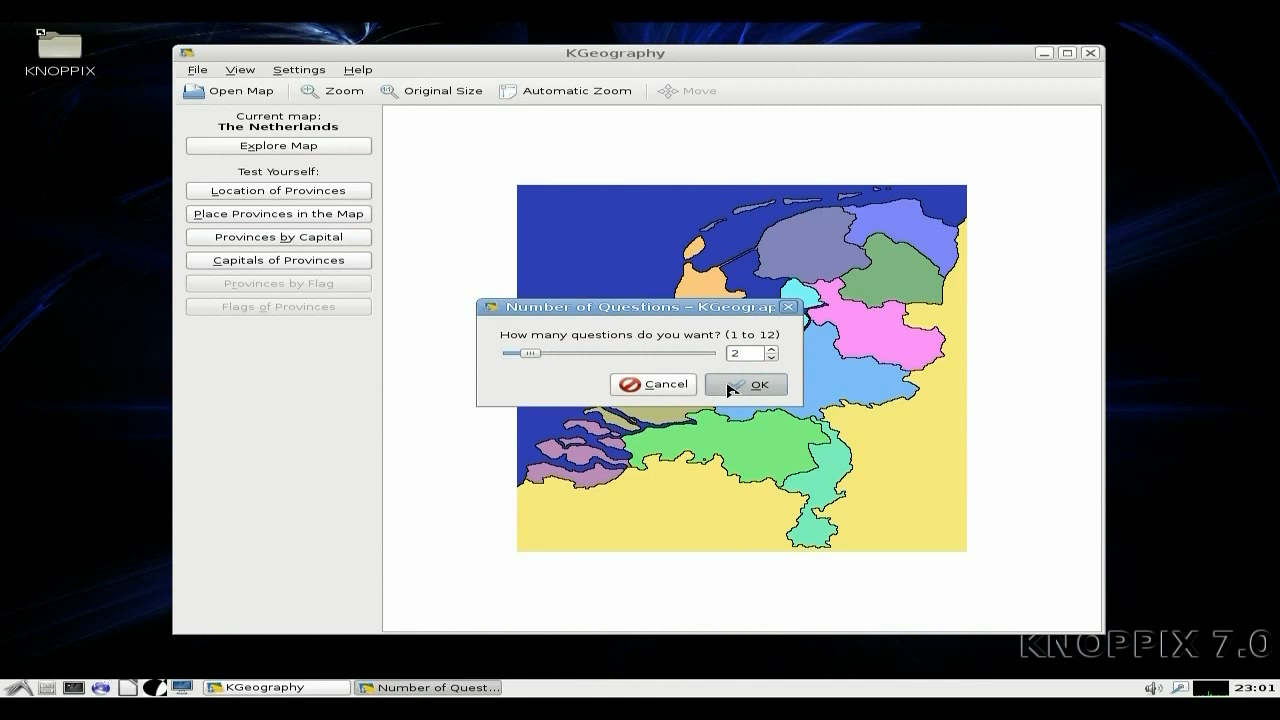 KNOPPIX
KGeography
File View Settings Help
Open Map Zoom Original Size Automatic Zoom Move
Current map:
The Netherlands
Explore Map
Test Yourself:
Location of Provinces
Place Provinces in the Map
Provinces by Capital
Capitals of Provinces
Provinces by Flag
Flags of Provinces
Number of Questions – KGeograp
How many questions do you want? (1 to 12)
2
Cancel OK
KNOPPIX 7.0
KGeography Number of Quest... 23:01